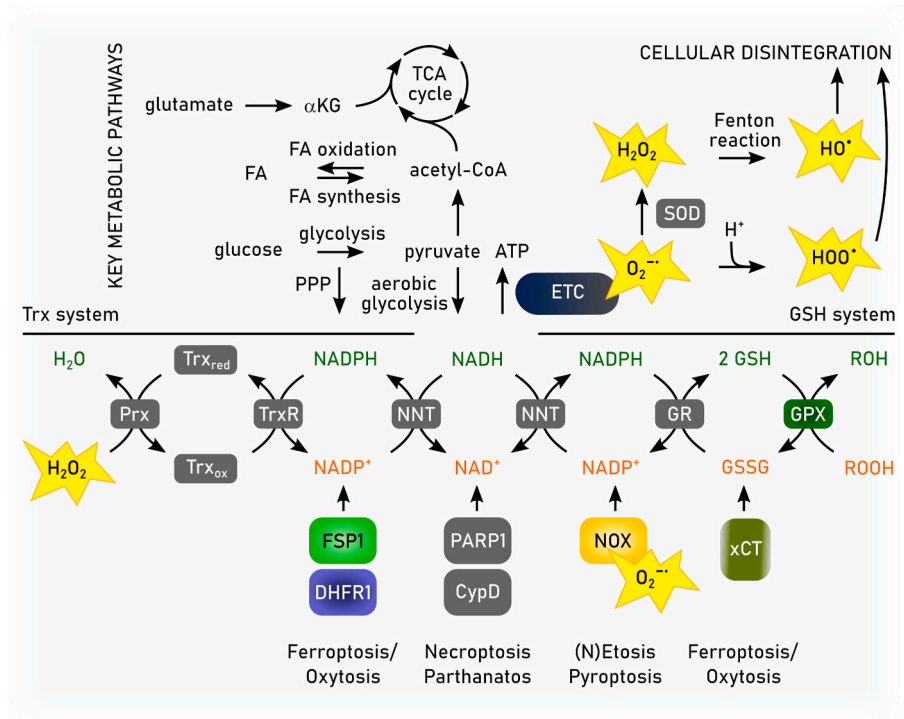 KEY METABOLIC PATHWAYS
CELLULAR DISINTEGRATION
TCA
cycle
glutamate
αKG
FA oxidation
FA
acetyl-CoA
FA synthesis
glucose
glycolysis
pyruvate
ATP
PPP
aerobic
glycolysis
ETC
O₂⁻•
SOD
H₂O₂
Fenton
reaction
HO•
H⁺
HOO•
Trx system
GSH system
H₂O
Trx_red
NADPH
NADH
NADPH
2 GSH
ROH
Prx
TrxR
NNT
NNT
GR
GPX
H₂O₂
Trx_ox
NADP⁺
NAD⁺
NADP⁺
GSSG
ROOH
FSP1
PARP1
NOX
xCT
DHFR1
CypD
O₂⁻•
Ferroptosis/
Oxytosis
Necroptosis
Parthanatos
(N)Etosis
Pyroptosis
Ferroptosis/
Oxytosis